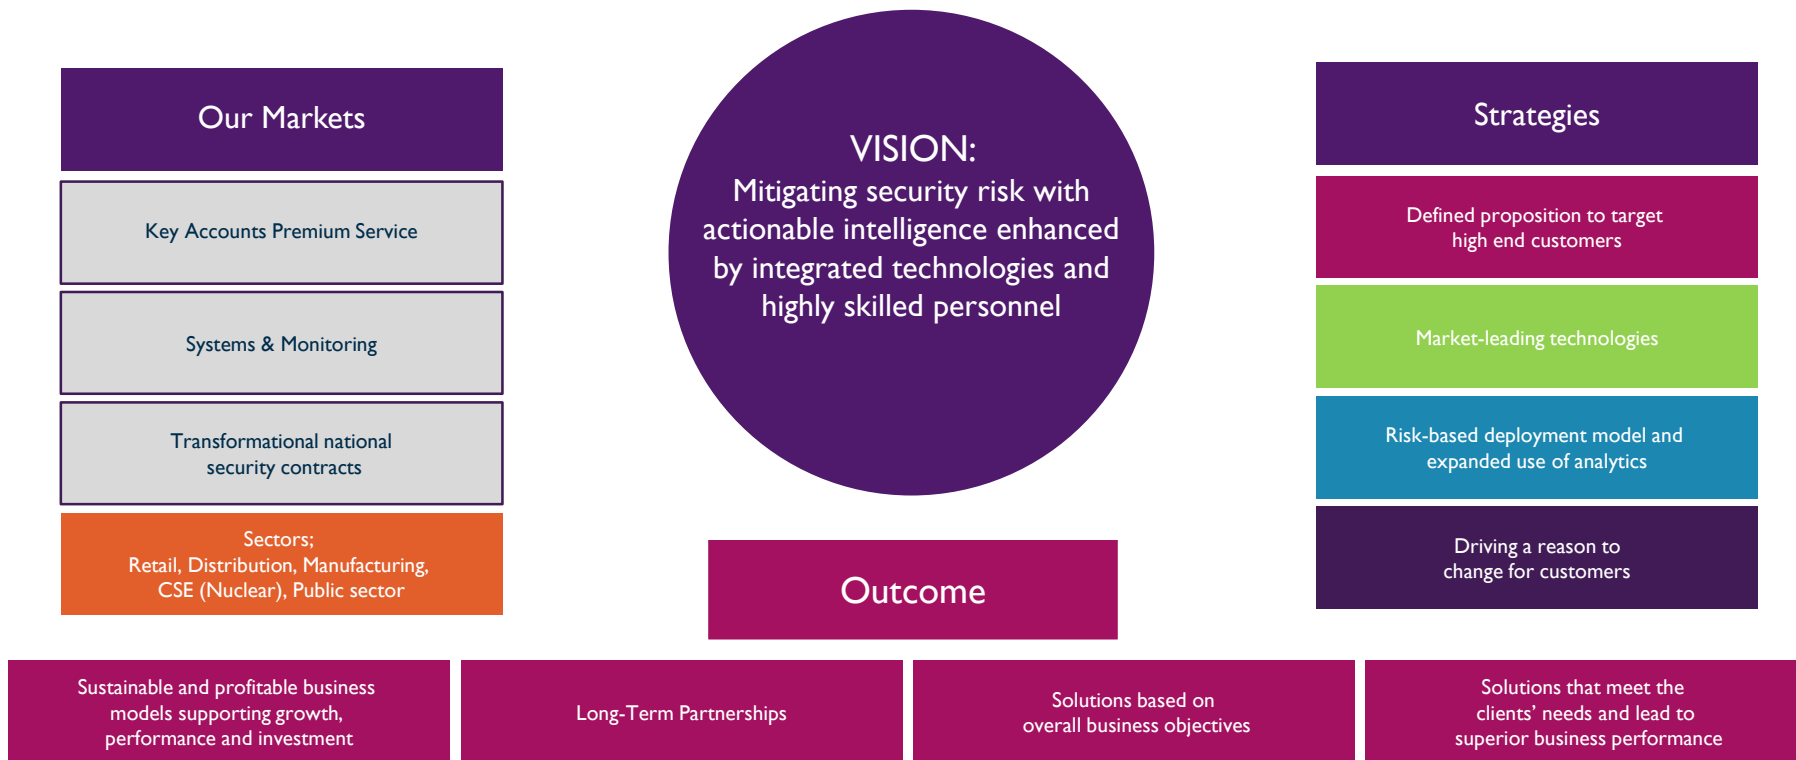 Our Markets
Key Accounts Premium Service
Systems & Monitoring
Transformational national
security contracts
Sectors;
Retail, Distribution, Manufacturing,
CSE (Nuclear), Public sector
VISION:
Mitigating security risk with
actionable intelligence enhanced
by integrated technologies and
highly skilled personnel
Strategies
Defined proposition to target
high end customers
Market-leading technologies
Risk-based deployment model and
expanded use of analytics
Driving a reason to
change for customers
Outcome
Sustainable and profitable business
models supporting growth,
performance and investment
Long-Term Partnerships
Solutions based on
overall business objectives
Solutions that meet the
clients’ needs and lead to
superior business performance